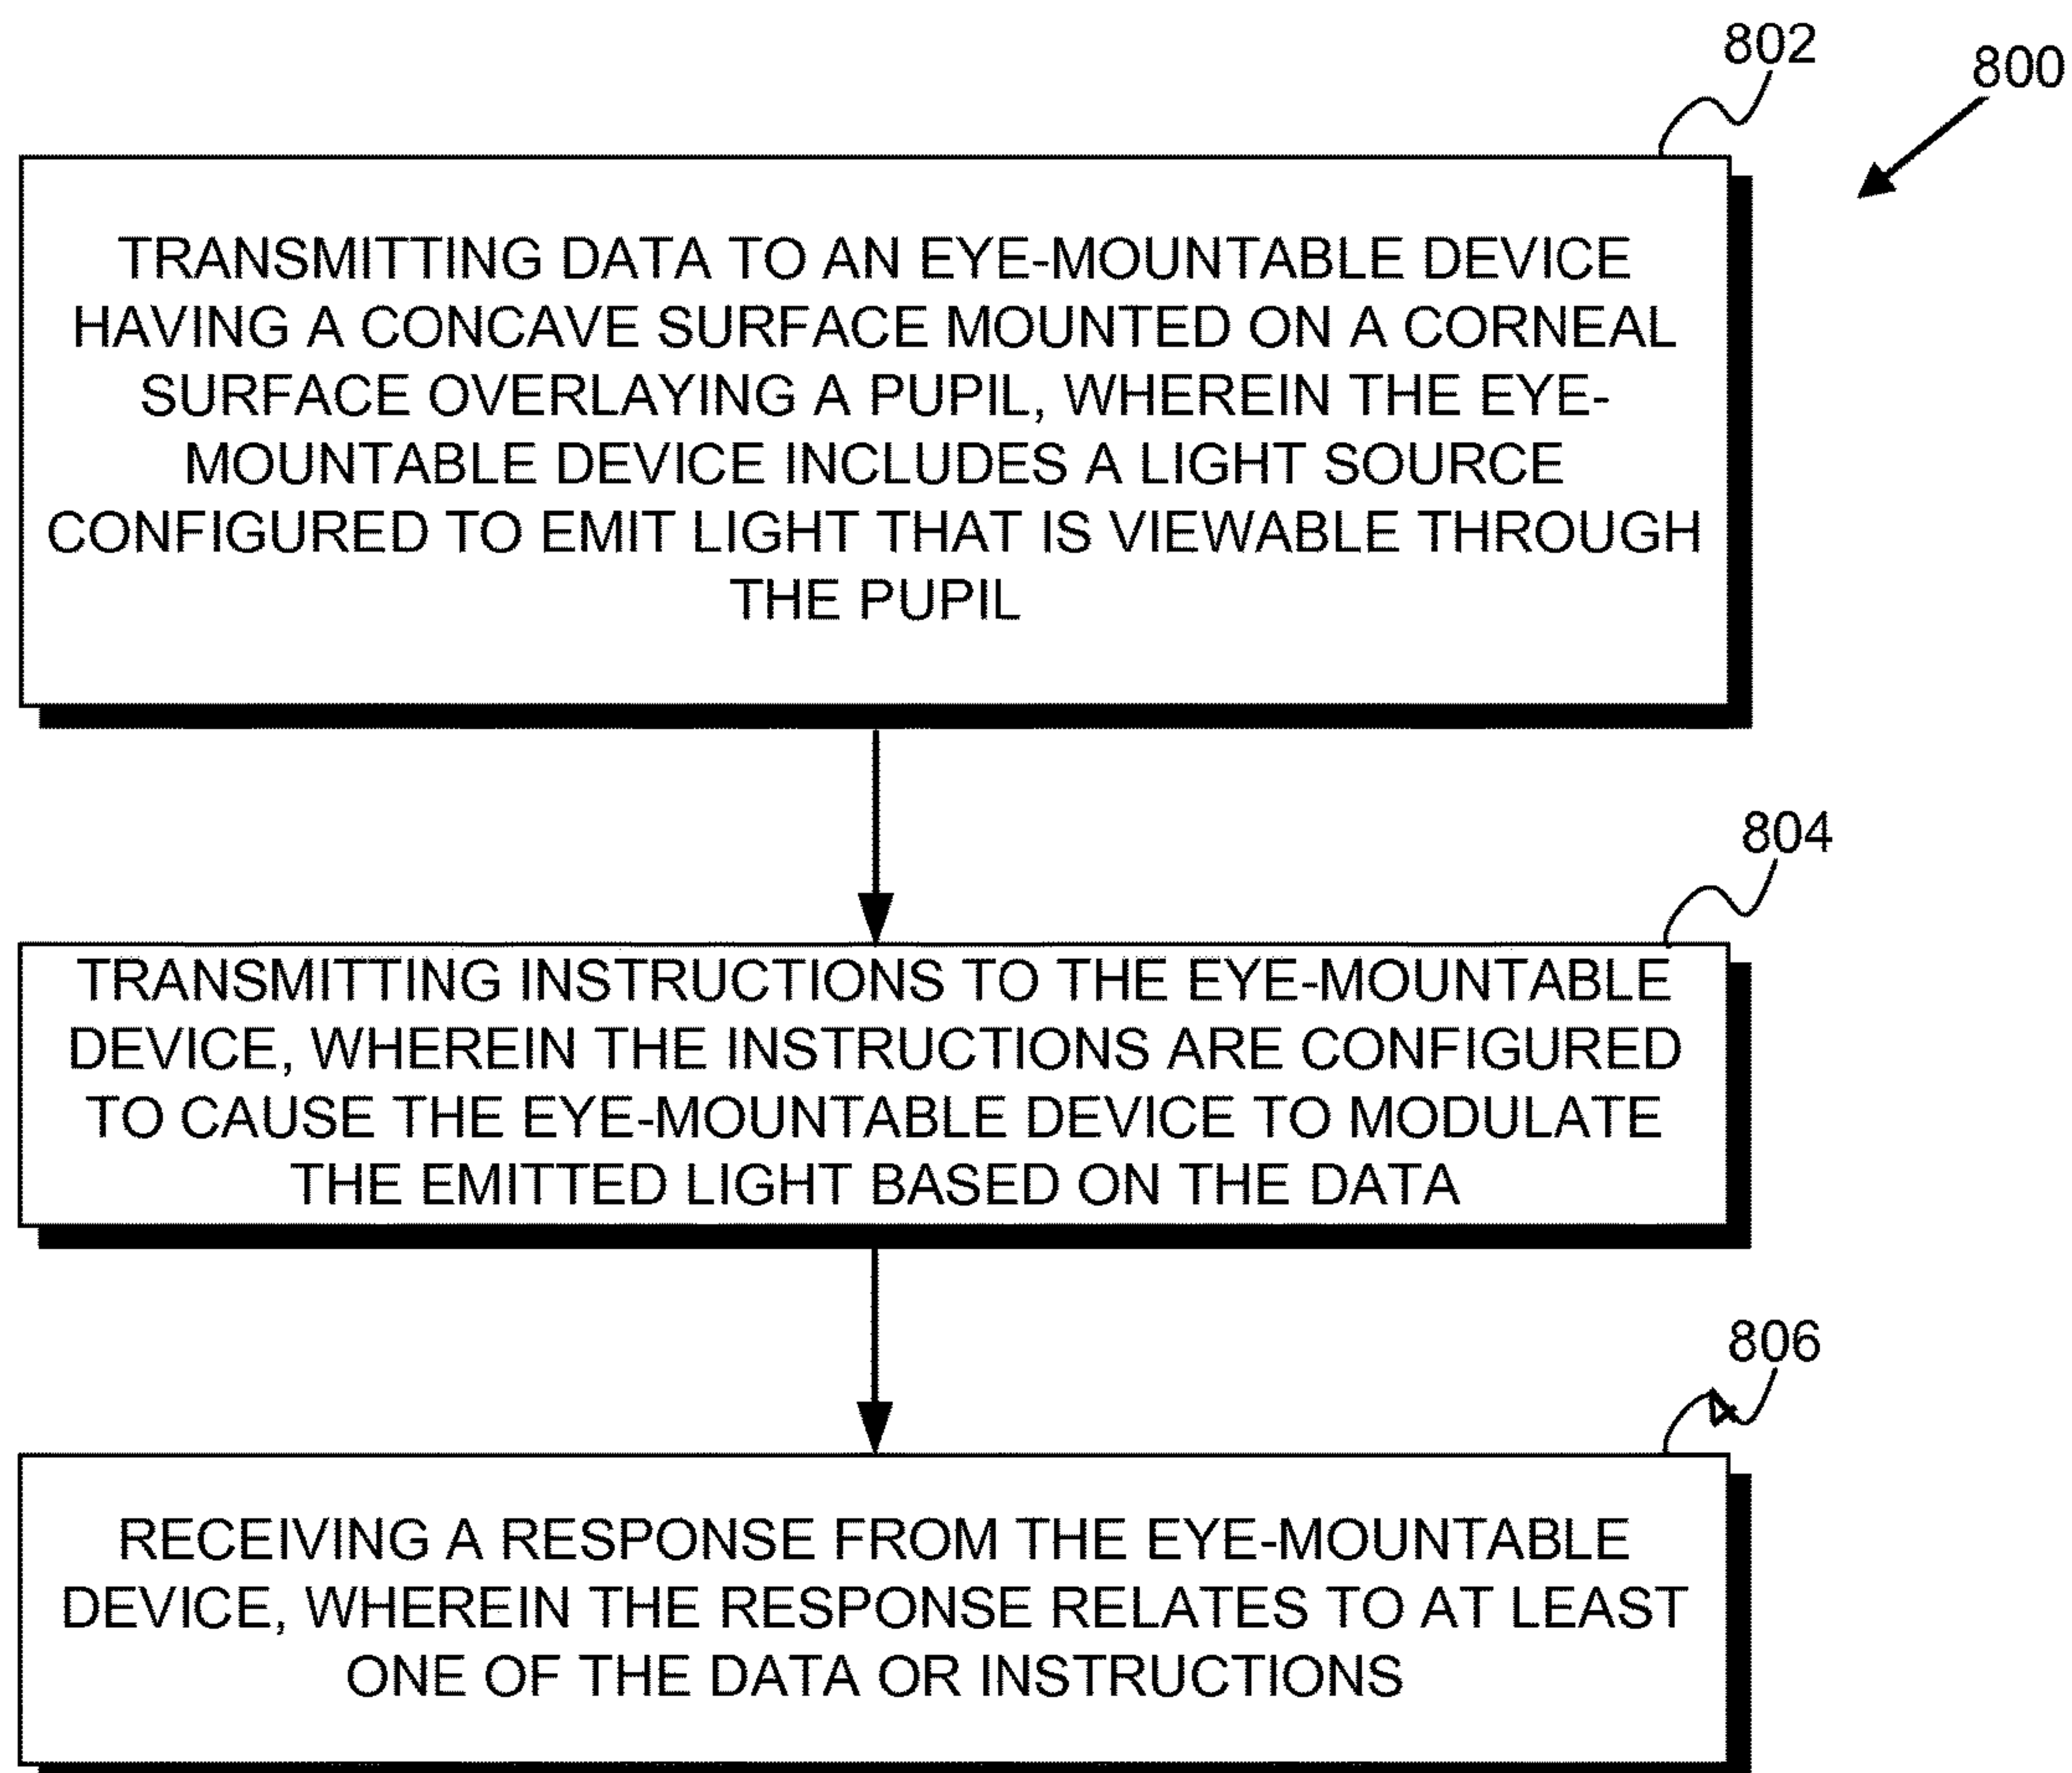 802
800
TRANSMITTING DATA TO AN EYE-MOUNTABLE DEVICE
HAVING A CONCAVE SURFACE MOUNTED ON A CORNEAL
SURFACE OVERLAYING A PUPIL, WHEREIN THE EYE-
MOUNTABLE DEVICE INCLUDES A LIGHT SOURCE
CONFIGURED TO EMIT LIGHT THAT IS VIEWABLE THROUGH
THE PUPIL
804
TRANSMITTING INSTRUCTIONS TO THE EYE-MOUNTABLE
DEVICE, WHEREIN THE INSTRUCTIONS ARE CONFIGURED
TO CAUSE THE EYE-MOUNTABLE DEVICE TO MODULATE
THE EMITTED LIGHT BASED ON THE DATA
806
RECEIVING A RESPONSE FROM THE EYE-MOUNTABLE
DEVICE, WHEREIN THE RESPONSE RELATES TO AT LEAST
ONE OF THE DATA OR INSTRUCTIONS